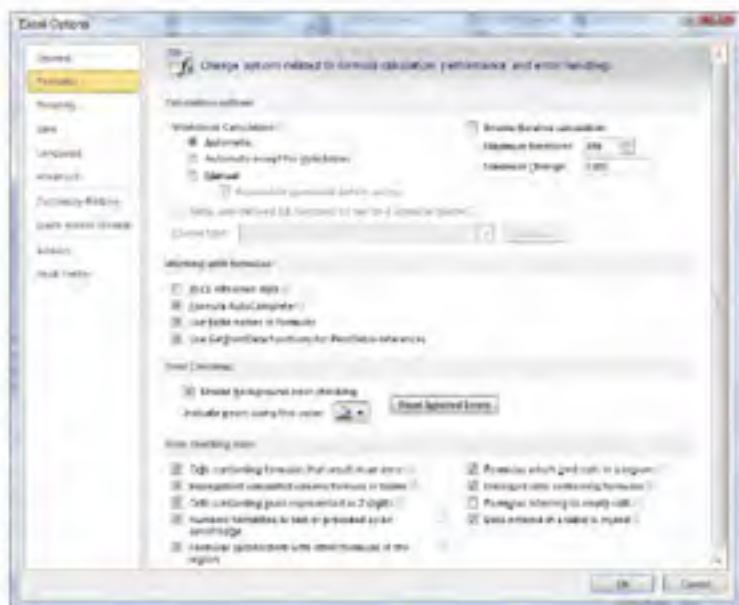 Excel Options
General
Formulas
Proofing
Save
Language
Advanced
Customize Ribbon
Quick Access Toolbar
Add-Ins
Trust Center
Change options related to formula calculation, performance, and error handling.
Calculation options
Workbook Calculation
Automatic
Automatic except for data tables
Manual
Recalculate workbook before saving
Enable iterative calculation
Maximum Iterations: 100
Maximum Change: 0.001
Working with formulas
R1C1 reference style
Formula AutoComplete
Use table names in formulas
Use GetPivotData functions for PivotTable references
Error Checking
Enable background error checking
Indicate errors using this color:
Reset Ignored Errors
Error checking rules
Cells containing formulas that result in an error
Inconsistent calculated column formula in tables
Cells containing years represented as 2 digits
Numbers formatted as text or preceded by an apostrophe
Formulas inconsistent with other formulas in the region
Formulas which omit cells in a region
Unlocked cells containing formulas
Formulas referring to empty cells
Data entered in a table is invalid
OK
Cancel